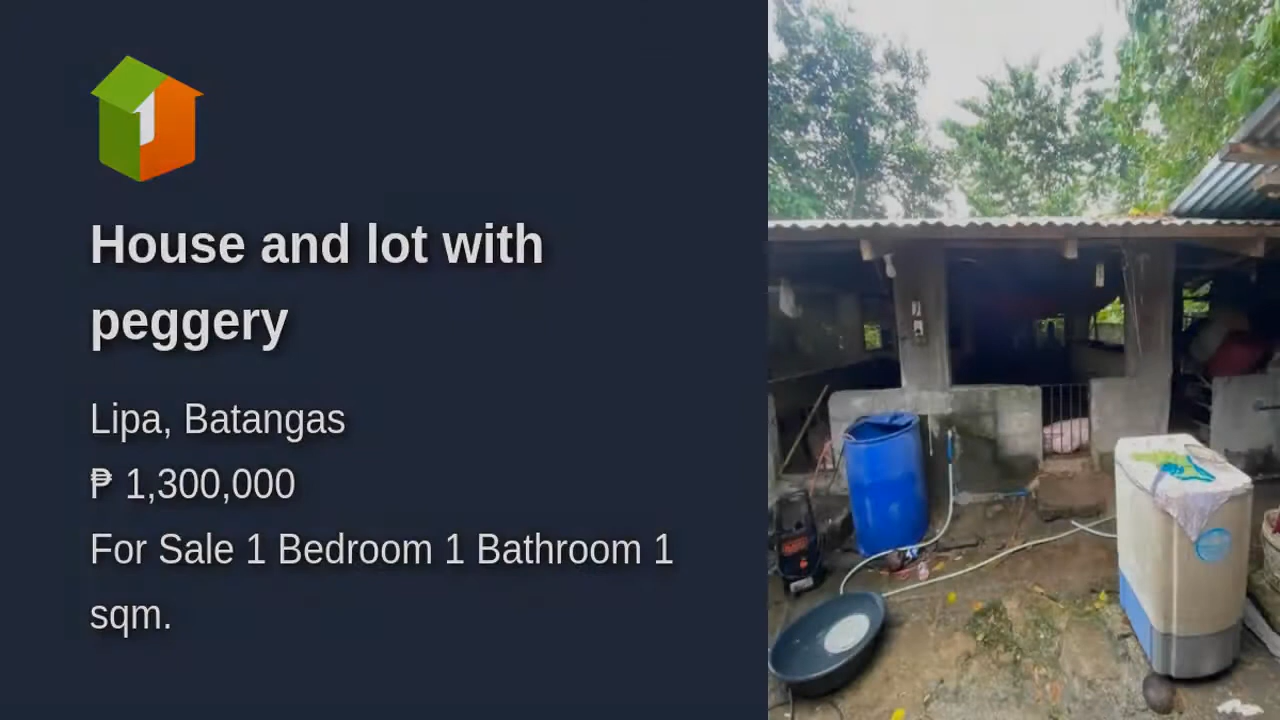 House and lot with
peggery
Lipa, Batangas
₱ 1,300,000
For Sale 1 Bedroom 1 Bathroom 1
sqm.